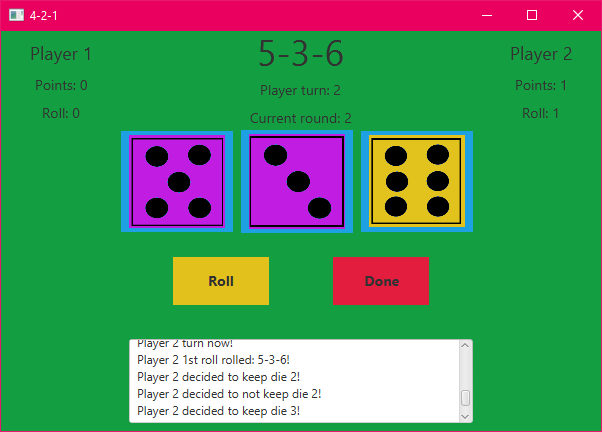 4-2-1
Player 1
5-3-6
Player 2
Points: 0
Player turn: 2
Points: 1
Roll: 0
Current round: 2
Roll: 1
Roll
Done
Player 2 turn now!
Player 2 1st roll rolled: 5-3-6!
Player 2 decided to keep die 2!
Player 2 decided to not keep die 2!
Player 2 decided to keep die 3!